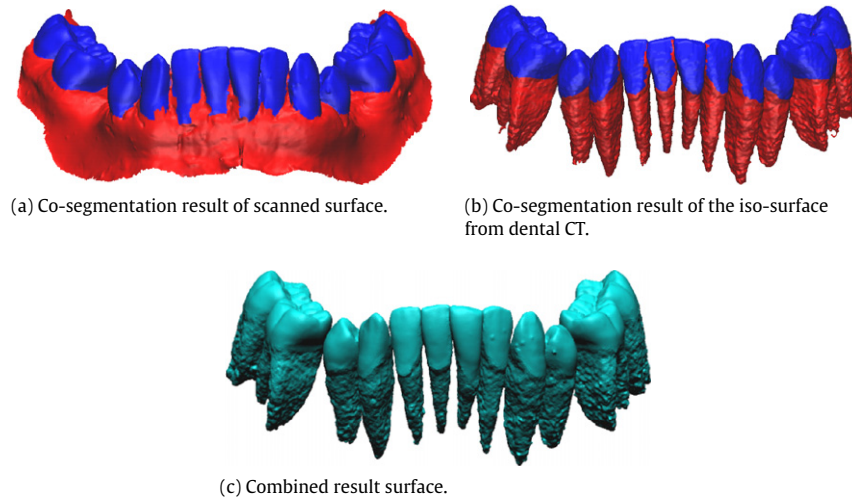 (a) Co-segmentation result of scanned surface.
(b) Co-segmentation result of the iso-surface
from dental CT.
(c) Combined result surface.